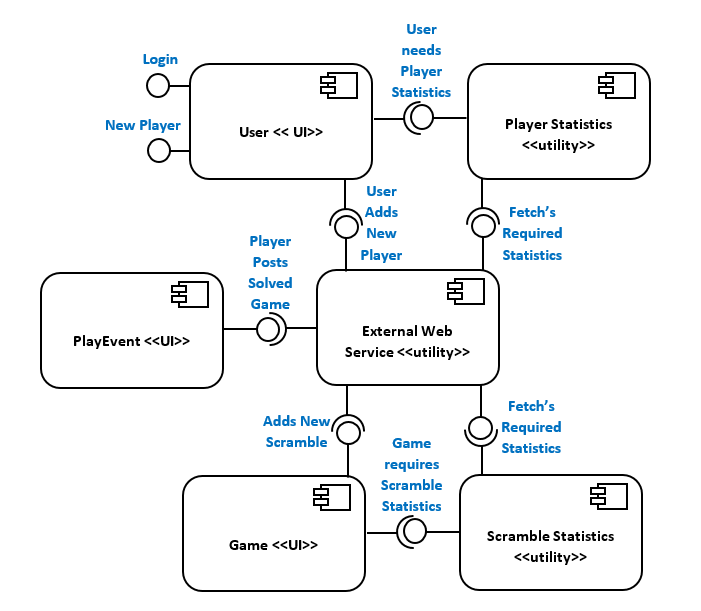 User
needs
Player
Statistics
Login
New Player
User << UI>>
Player Statistics
<<utility>>
User
Adds
New
Player
Fetch's
Required
Statistics
Player
Posts
Solved
Game
PlayEvent <<UI>>
External Web
Service <<utility>>
Adds New
Scramble
Fetch's
Required
Statistics
Game
requires
Scramble
Statistics
Game <<UI>>
Scramble Statistics
<<utility>>